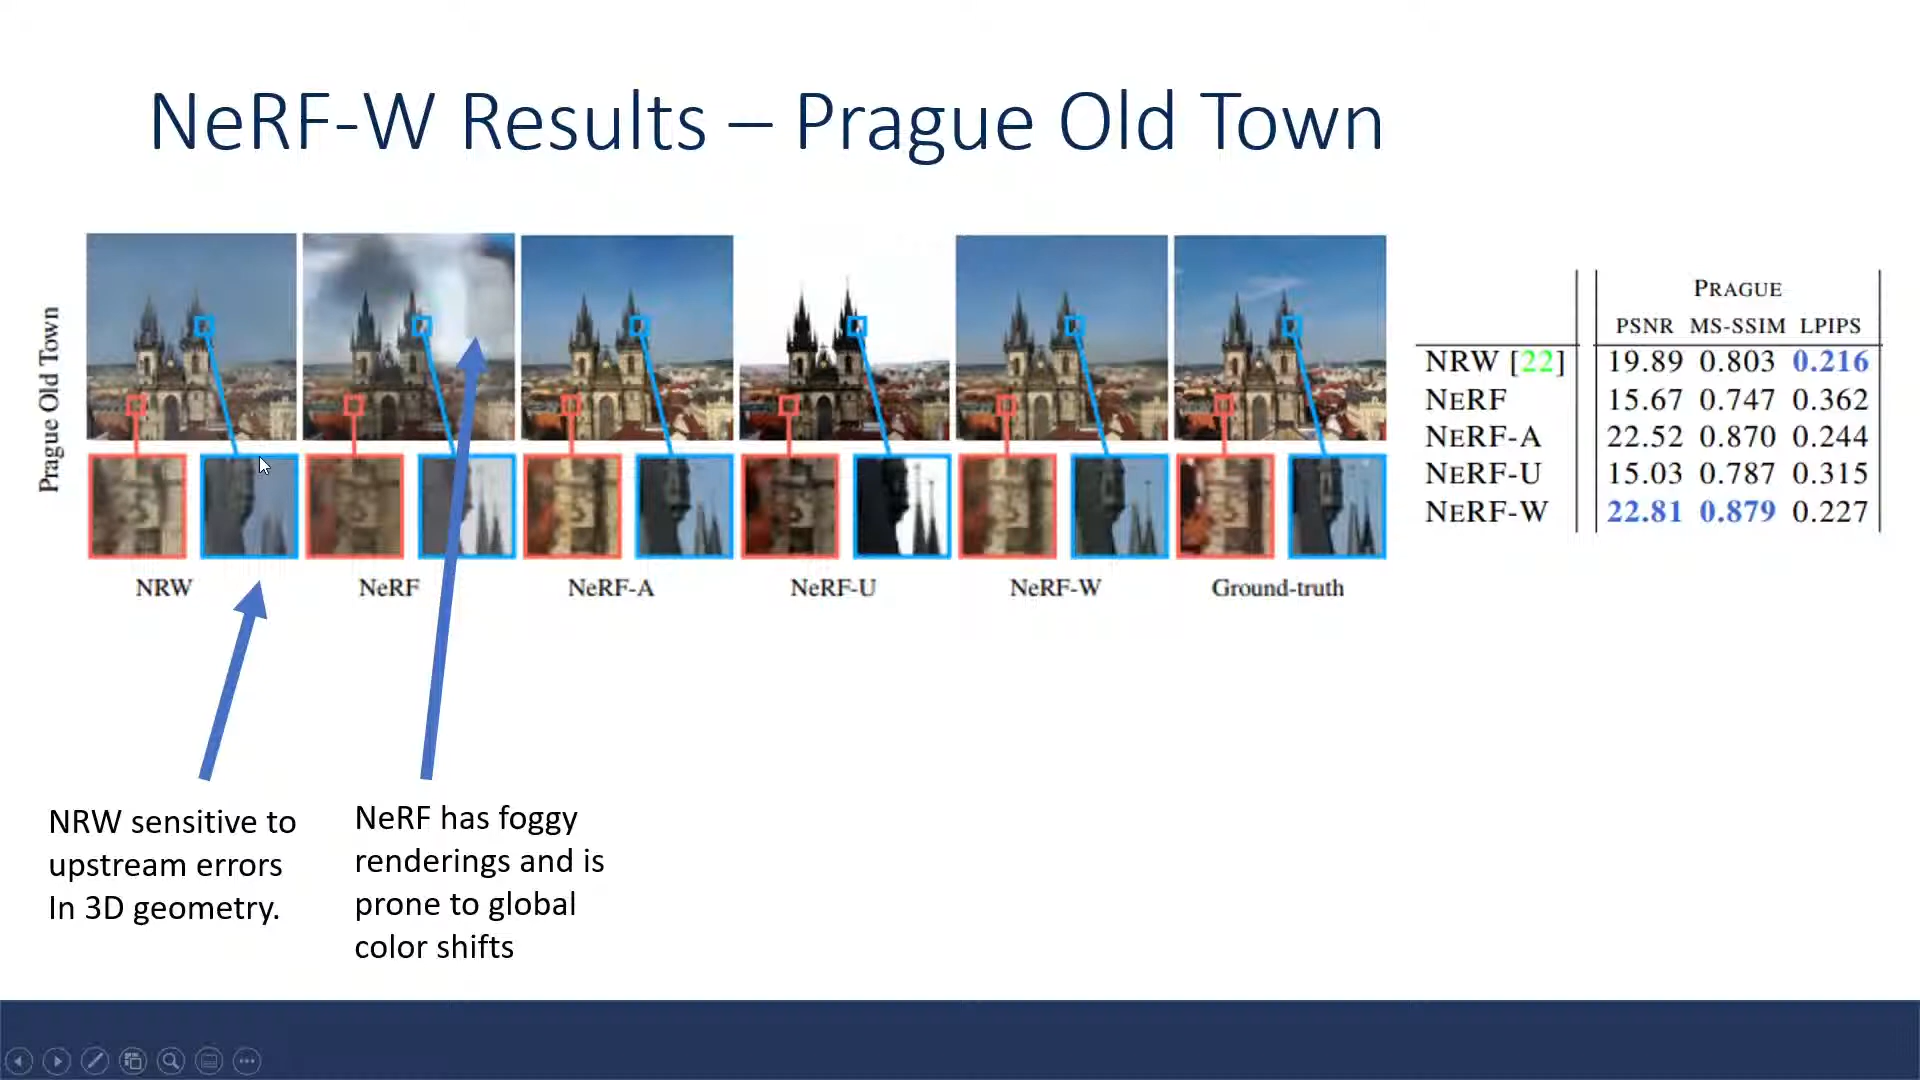 NeRF-W Results – Prague Old Town
Prague Old Town
NRW
NeRF
NeRF-A
NeRF-U
NeRF-W
Ground-truth
PRAGUE
PSNR MS-SSIM LPIPS
NRW [22] 19.89 0.803 0.216
NERF 15.67 0.747 0.362
NERF-A 22.52 0.870 0.244
NERF-U 15.03 0.787 0.315
NERF-W 22.81 0.879 0.227
NRW sensitive to
upstream errors
In 3D geometry.
NeRF has foggy
renderings and is
prone to global
color shifts